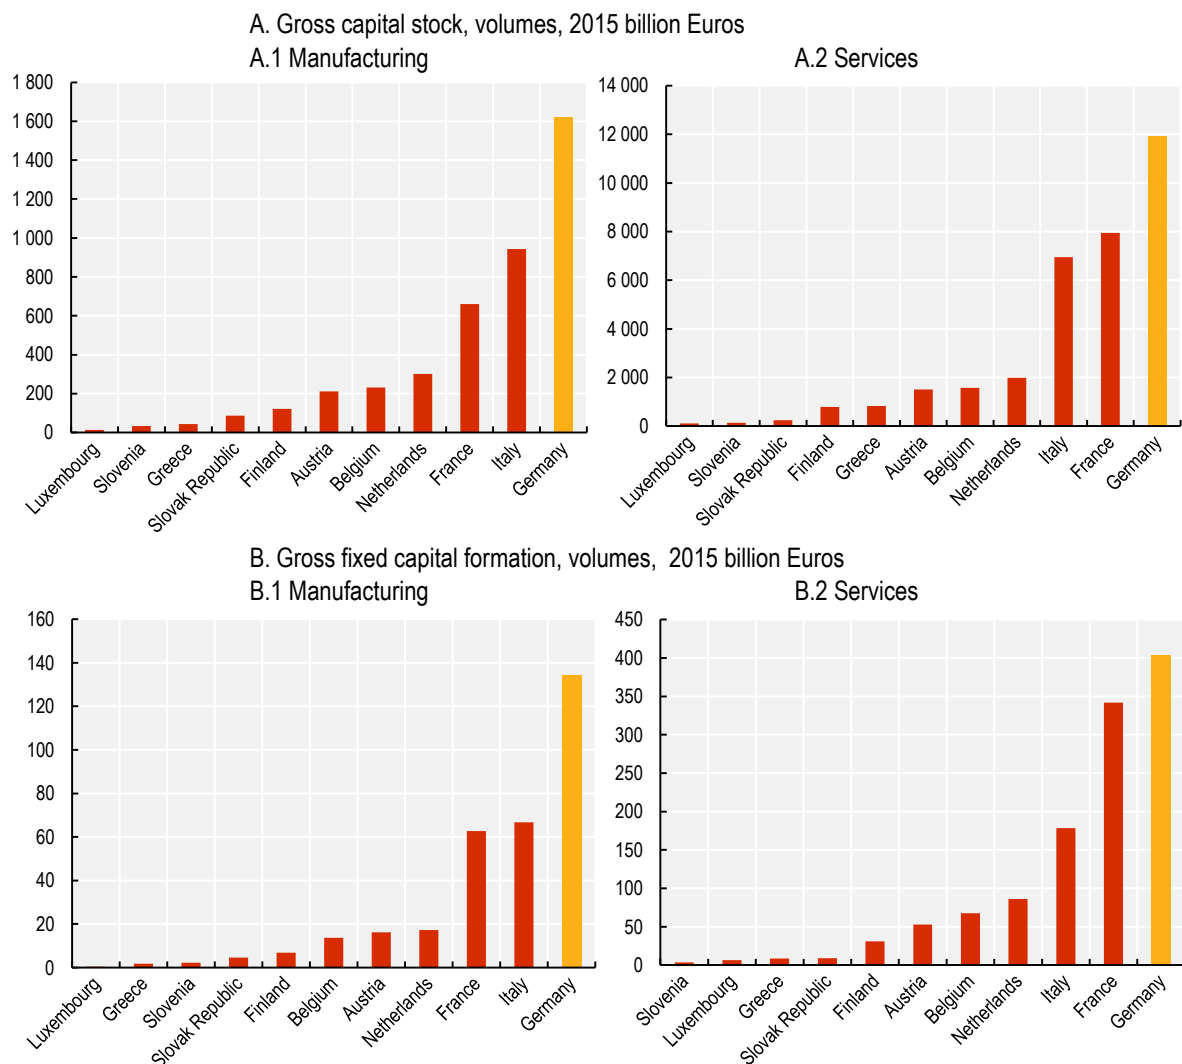 A. Gross capital stock, volumes, 2015 billion Euros
A.1 Manufacturing
1 800
1 600
1 400
1 200
1 000
800
600
400
200
0
Luxembourg
Slovenia
Greece
Slovak Republic
Finland
Austria
Belgium
Netherlands
France
Italy
Germany
A.2 Services
14 000
12 000
10 000
8 000
6 000
4 000
2 000
0
Luxembourg
Slovenia
Slovak Republic
Finland
Greece
Austria
Belgium
Netherlands
Italy
France
Germany
B. Gross fixed capital formation, volumes, 2015 billion Euros
B.1 Manufacturing
160
140
120
100
80
60
40
20
0
Luxembourg
Greece
Slovenia
Slovak Republic
Finland
Belgium
Austria
Netherlands
France
Italy
Germany
B.2 Services
450
400
350
300
250
200
150
100
50
0
Slovenia
Luxembourg
Greece
Slovak Republic
Finland
Austria
Belgium
Netherlands
Italy
France
Germany